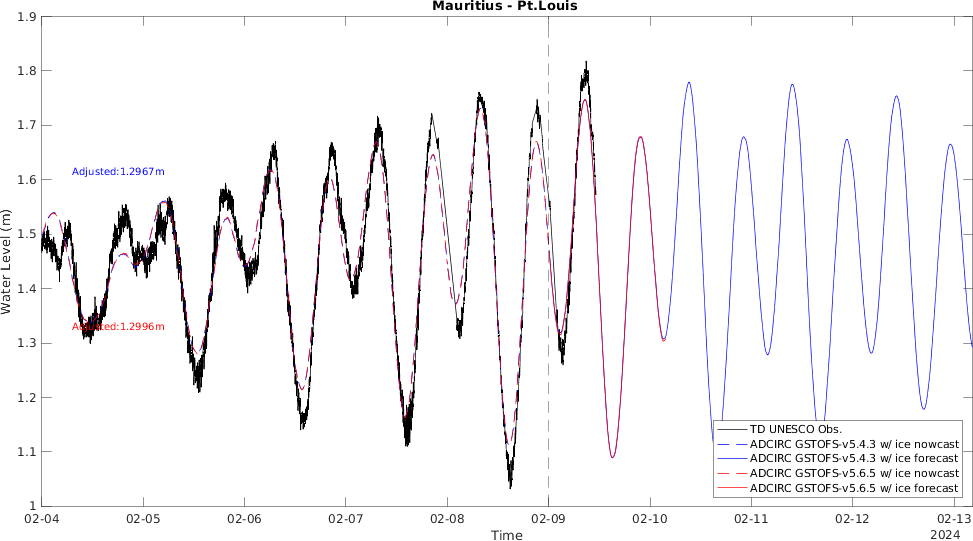 Mauritius - Pt.Louis
1.9
1.8
1.7
1.6
1.5
1.4
1.3
1.2
1.1
1
Water Level (m)
Adjusted:1.2967m
Adjusted:1.2996m
TD UNESCO Obs.
ADCIRC GSTOFS-v5.4.3 w/ ice nowcast
ADCIRC GSTOFS-v5.4.3 w/ ice forecast
ADCIRC GSTOFS-v5.6.5 w/ ice nowcast
ADCIRC GSTOFS-v5.6.5 w/ ice forecast
02-04 02-05 02-06 02-07 02-08 02-09 02-10 02-11 02-12 02-13
Time
2024